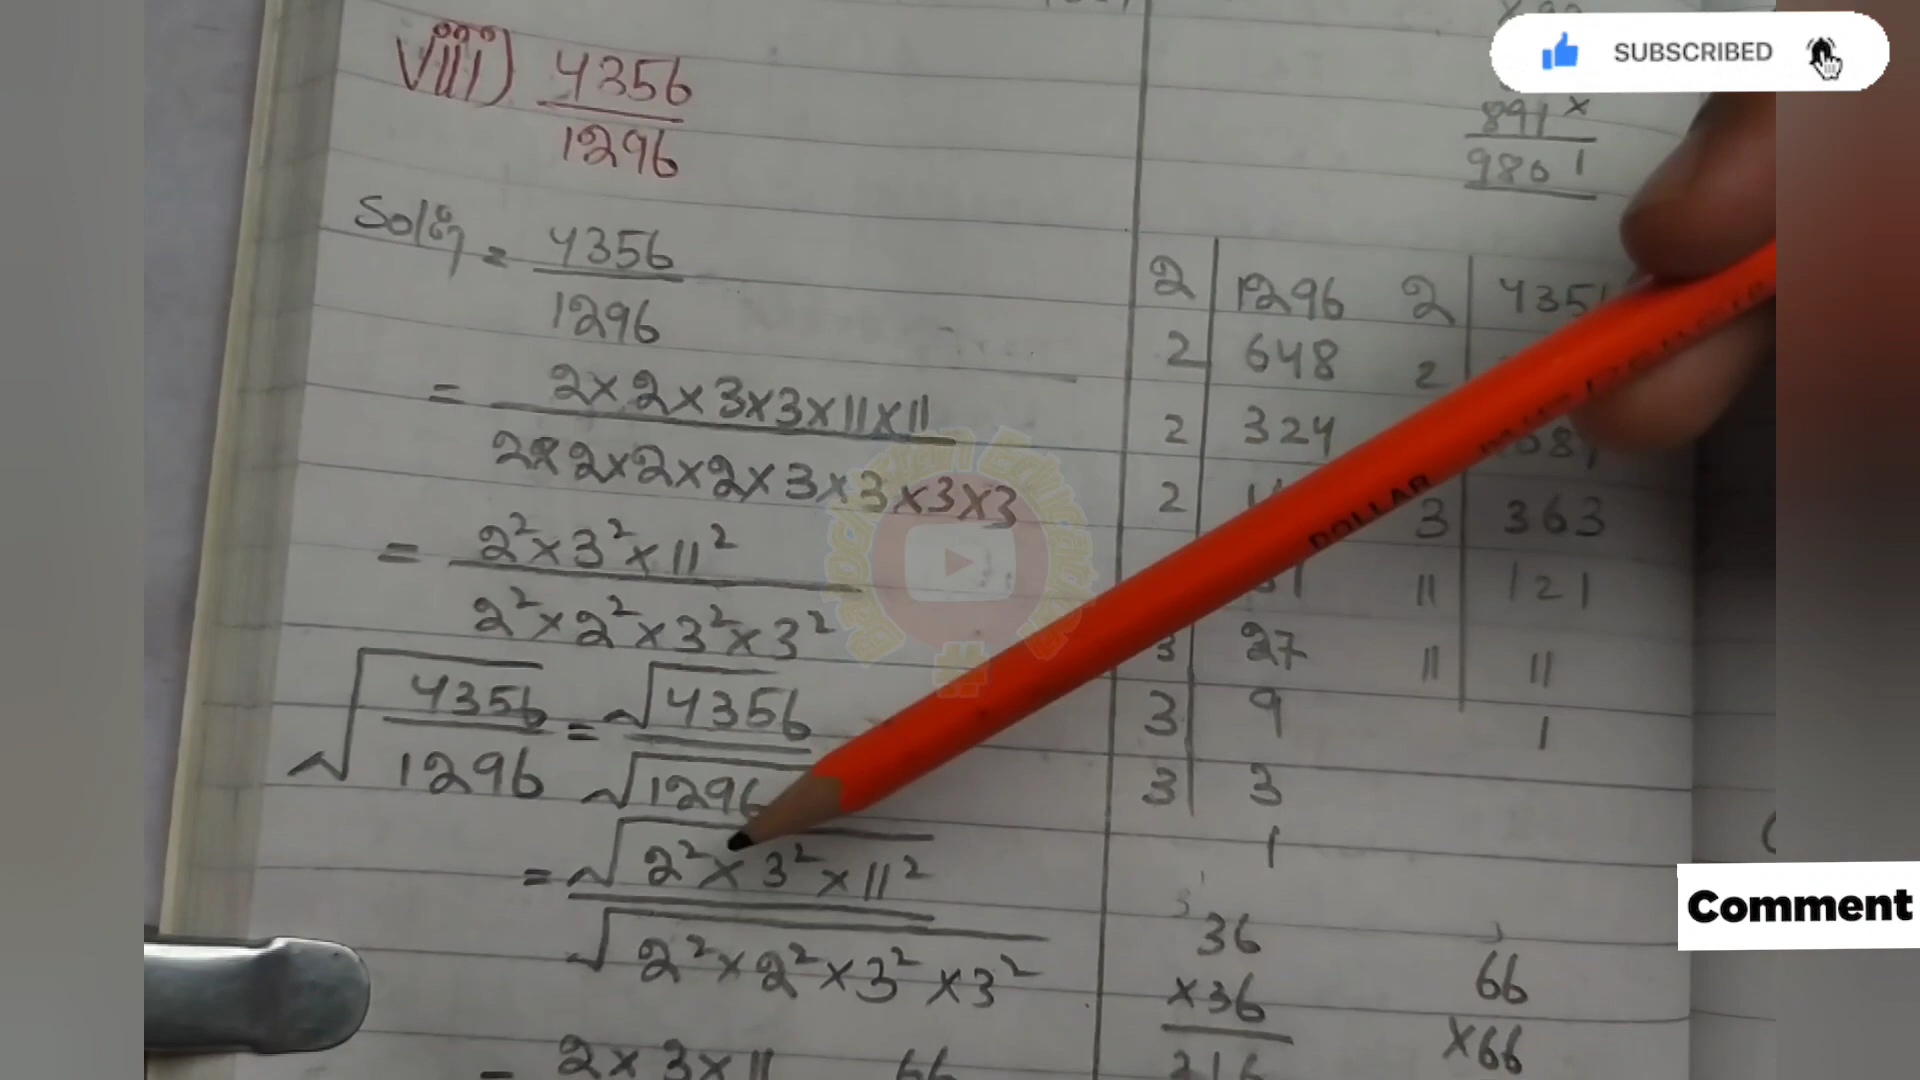 SUBSCRIBED
viii) 4356
1296
891 ×
9801
Soln = 4356
1296
= 2×2×3×3×11×11
2×2×2×2×3×3×3×3
= 2²×3²×11²
2²×2²×3²×3²
√4356/1296 = √4356
√1296
= √2²×3²×11²
√2²×2²×3²×3²
= 2×3×11 66
2 | 1296
2 | 648
2 | 324
2
27
3 | 9
3 | 3
1
2 | 435
2
3 | 363
11 | 121
11 | 11
1
DOLLAR
36
×36
216
66
×66
Comment